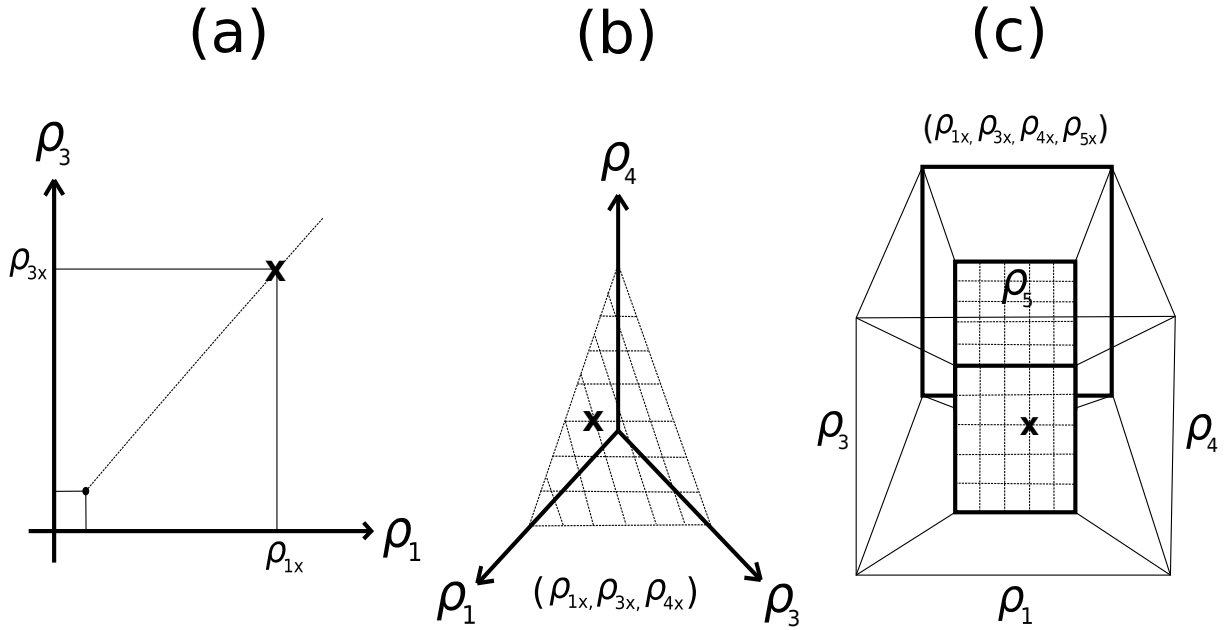 (a)
ρ3
ρ3x
x
ρ1x
ρ1
(b)
ρ4
x
ρ1
(ρ1x, ρ3x, ρ4x)
ρ3
(c)
(ρ1x, ρ3x, ρ4x, ρ5x)
ρ5
ρ3
x
ρ4
ρ1